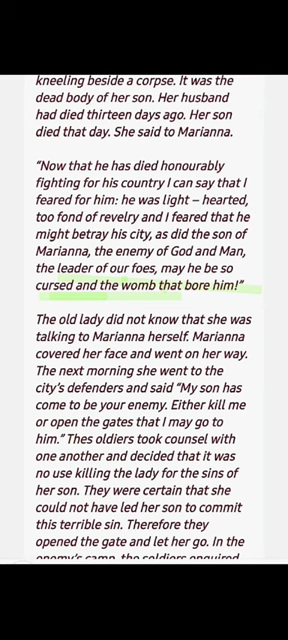 kneeling beside a corpse. It was the
dead body of her son. Her husband
had died thirteen days ago. Her son
died that day. She said to Marianna.
“Now that he has died honourably
fighting for his country I can say that I
feared for him: he was light – hearted,
too fond of revelry and I feared that he
might betray his city, as did the son of
Marianna, the enemy of God and Man,
the leader of our foes, may he be so
cursed and the womb that bore him!”
The old lady did not know that she was
talking to Marianna herself. Marianna
covered her face and went on her way.
The next morning she went to the
city’s defenders and said “My son has
come to be your enemy. Either kill me
or open the gates that I may go to
him.” Thes oldiers took counsel with
one another and decided that it was
no use killing the lady for the sins of
her son. They were certain that she
could not have led her son to commit
this terrible sin. Therefore they
opened the gate and let her go. In the
enemy’s camp, the soldiers enquired